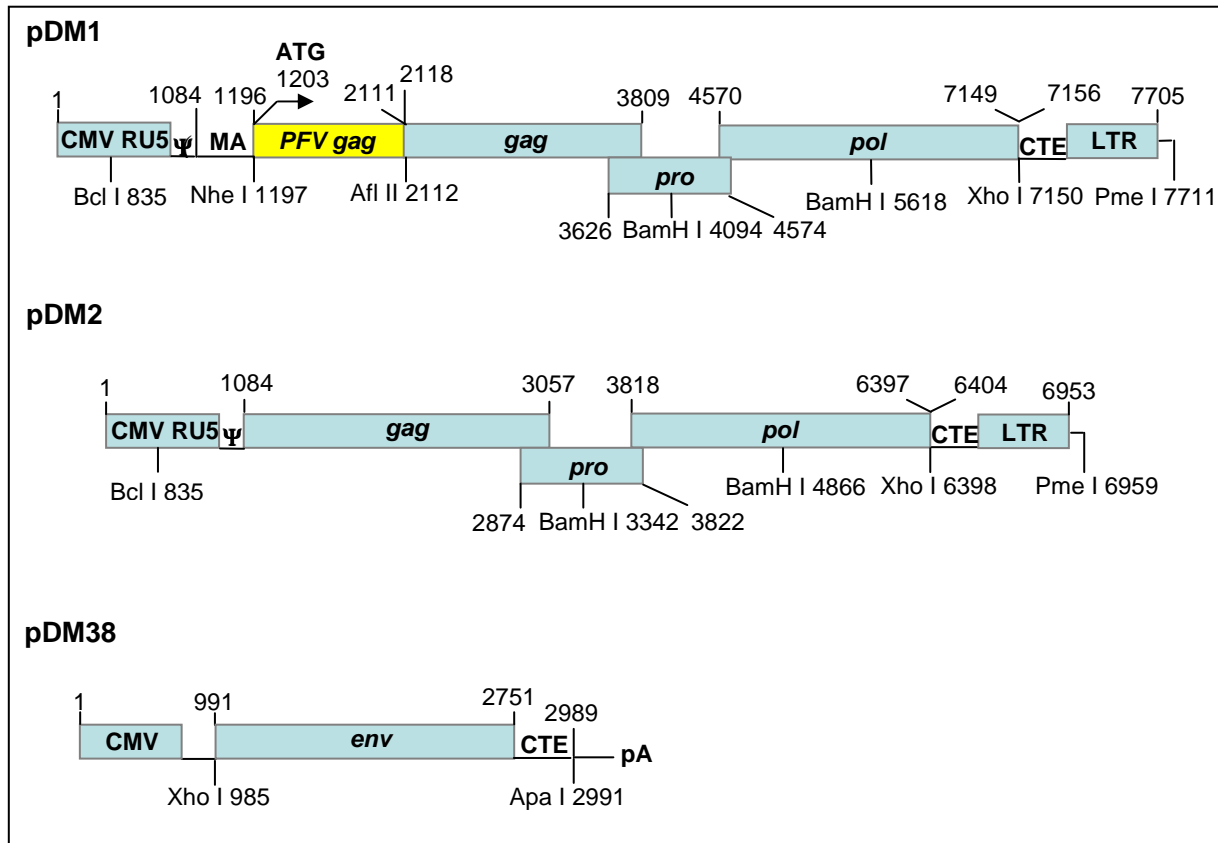 pDM1
ATG
1 1084 1196 1203 2111 2118 3809 4570 7149 7156 7705
CMV RU5 Ψ MA PFV gag gag pol CTE LTR
pro
Bcl I 835 Nhe I 1197 Afl II 2112 BamH I 5618 Xho I 7150 Pme I 7711
3626 BamH I 4094 4574
pDM2
1 1084 3057 3818 6397 6404 6953
CMV RU5 Ψ gag pol CTE LTR
pro
Bcl I 835 BamH I 4866 Xho I 6398 Pme I 6959
2874 BamH I 3342 3822
pDM38
1 991 2751 2989
CMV env CTE pA
Xho I 985 Apa I 2991